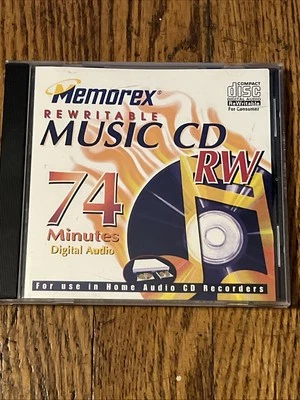 Memorex®
COMPACT
disc
DIGITAL AUDIO
ReWritable
For Consumer
REWRITABLE
MUSIC CD
RW
74
Minutes
Digital Audio
For use in Home Audio CD Recorders